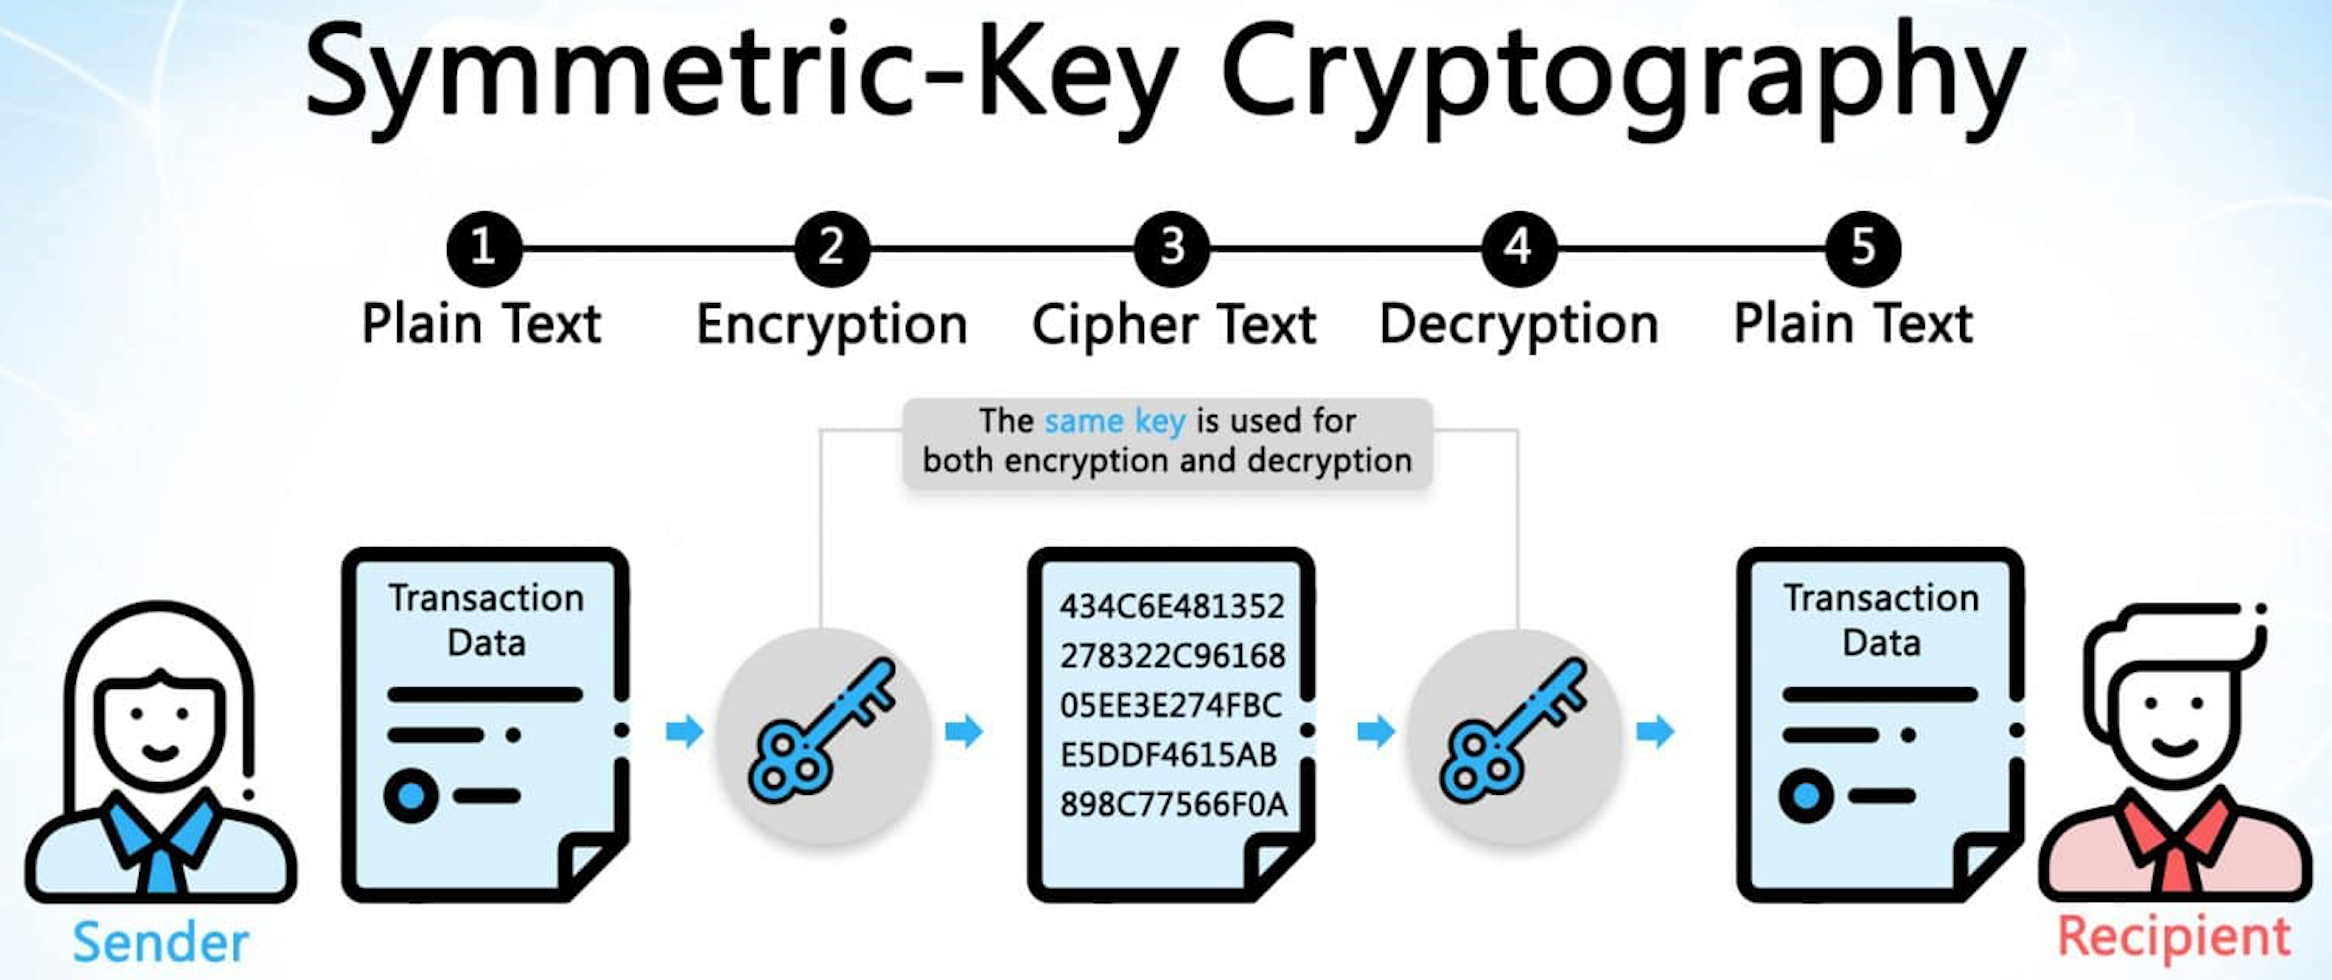 Symmetric-Key Cryptography
1 2 3 4 5
Plain Text Encryption Cipher Text Decryption Plain Text
The same key is used for
both encryption and decryption
Transaction
Data
434C6E481352
278322C96168
05EE3E274FBC
E5DDF4615AB
898C77566F0A
Transaction
Data
Sender
Recipient